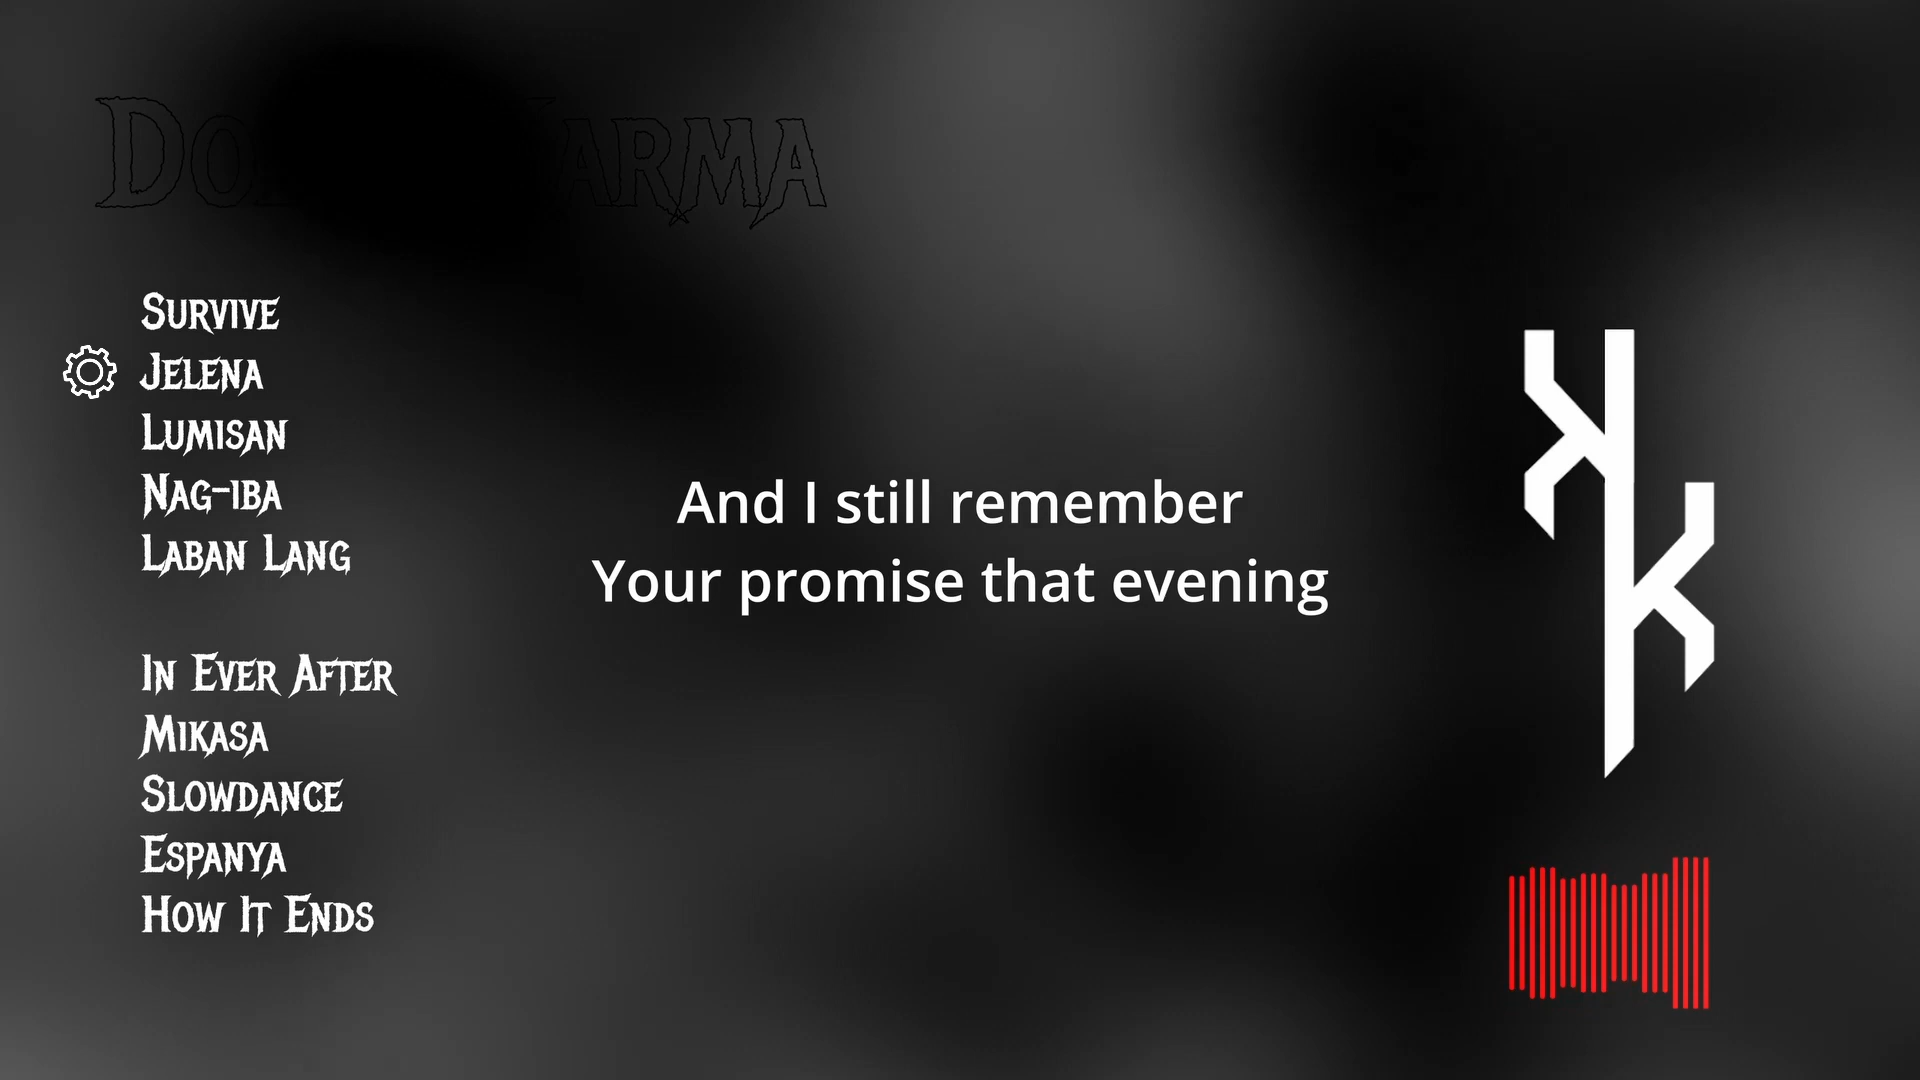 Survive
Jelena
Lumisan
Nag-iba
Laban Lang
In Ever After
Mikasa
Slowdance
Espanya
How It Ends
And I still remember
Your promise that evening